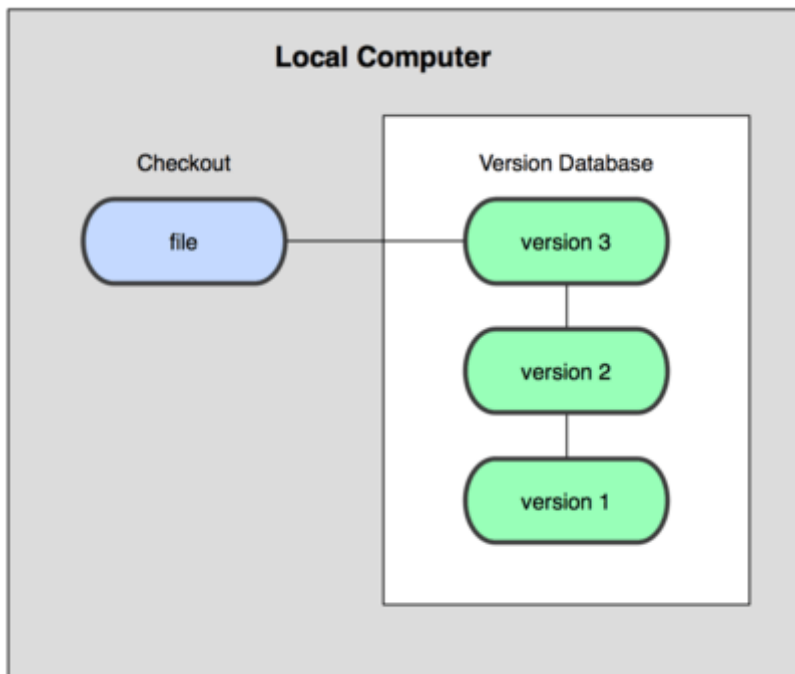 Local Computer
Checkout
Version Database
file
version 3
version 2
version 1